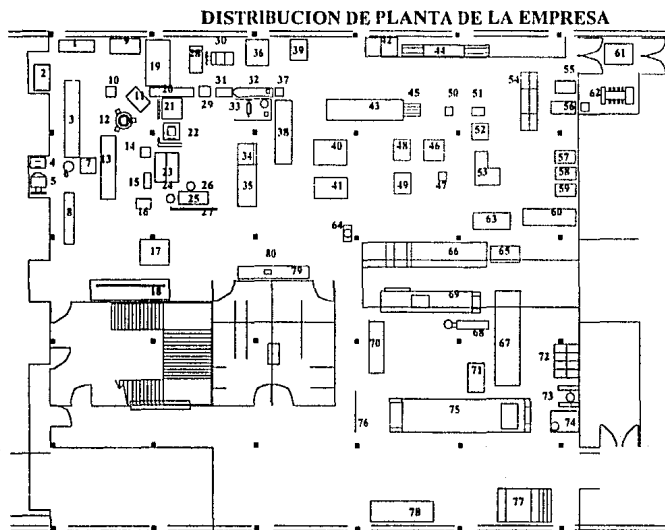 DISTRIBUCION DE PLANTA DE LA EMPRESA
1 9 19 28 30 36 39 42 44 61
2 10 11 20 29 31 32 37 54 55
3 12 21 22 33 38 43 45 50 51 56 62
4 5 6 7 13 14 23 34 40 48 46 52 57
8 15 16 24 25 26 27 35 41 49 47 53 58 59
17 64 63 60
80 79 66 65
18 69
70 68 67 72
71 73
76 75 74
78 77